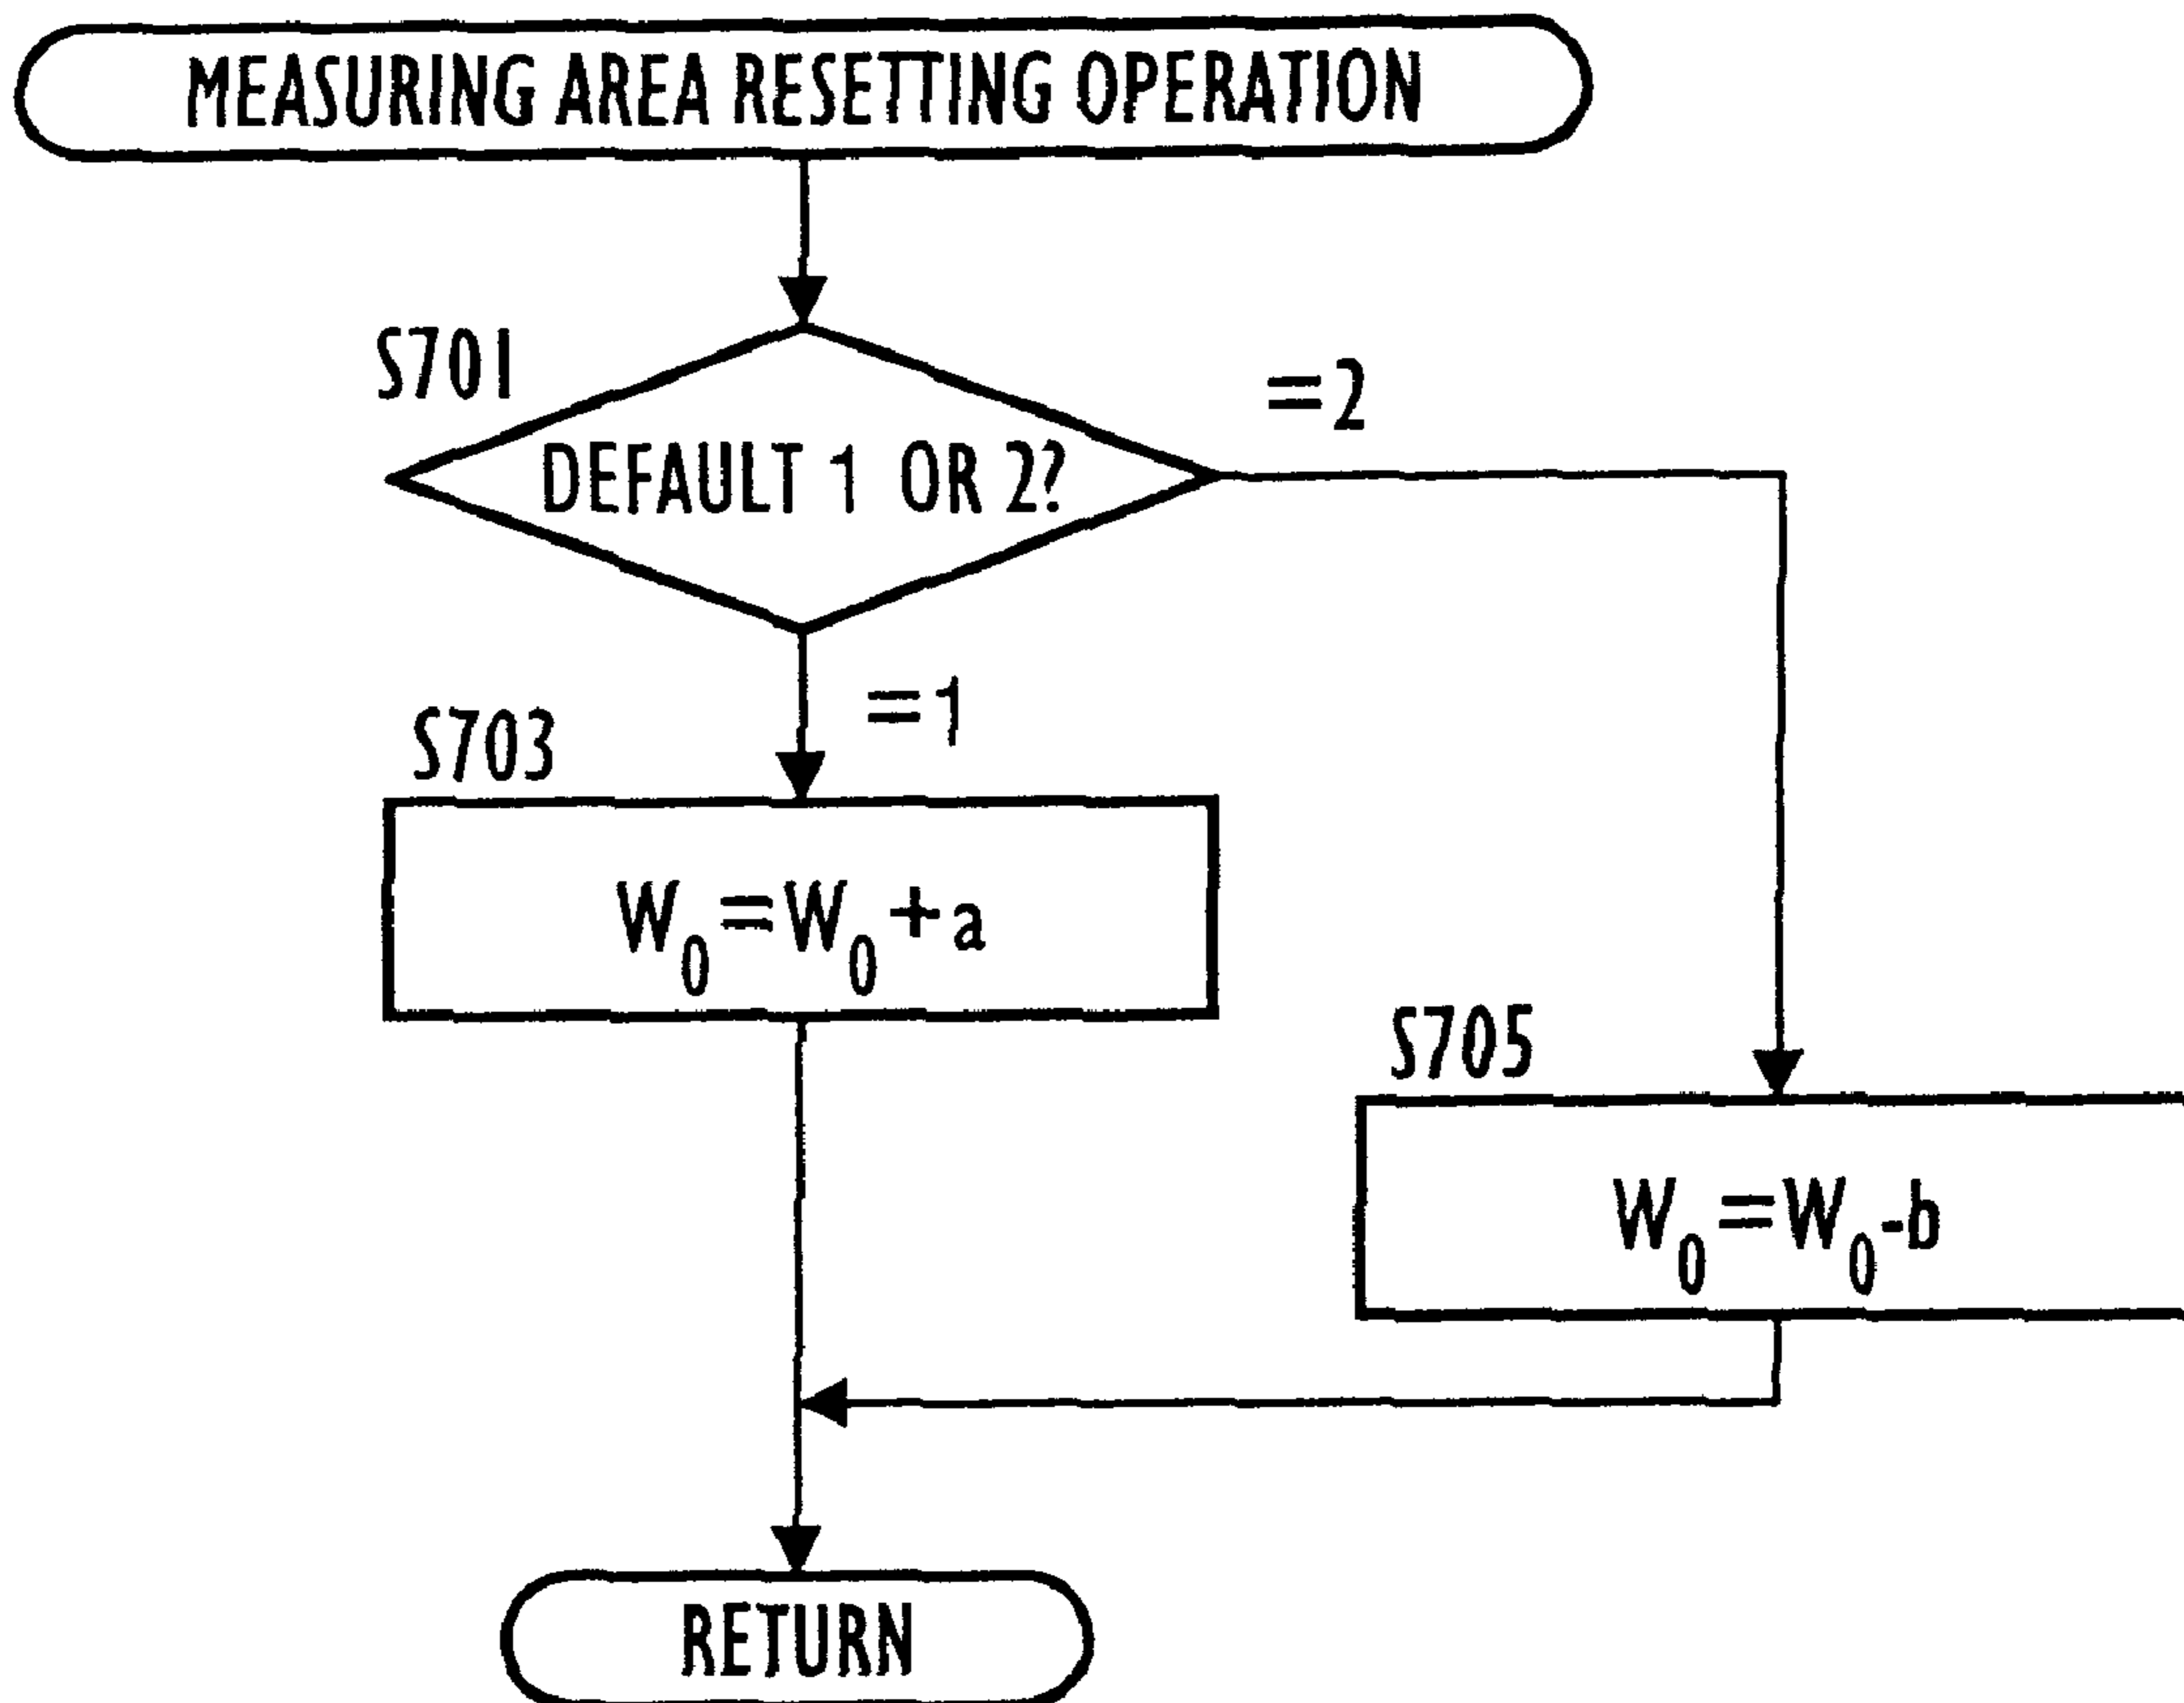 MEASURING AREA RESETTING OPERATION
S701
=2
DEFAULT 1 OR 2?
=1
S703
W₀=W₀+a
S705
W₀=W₀-b
RETURN